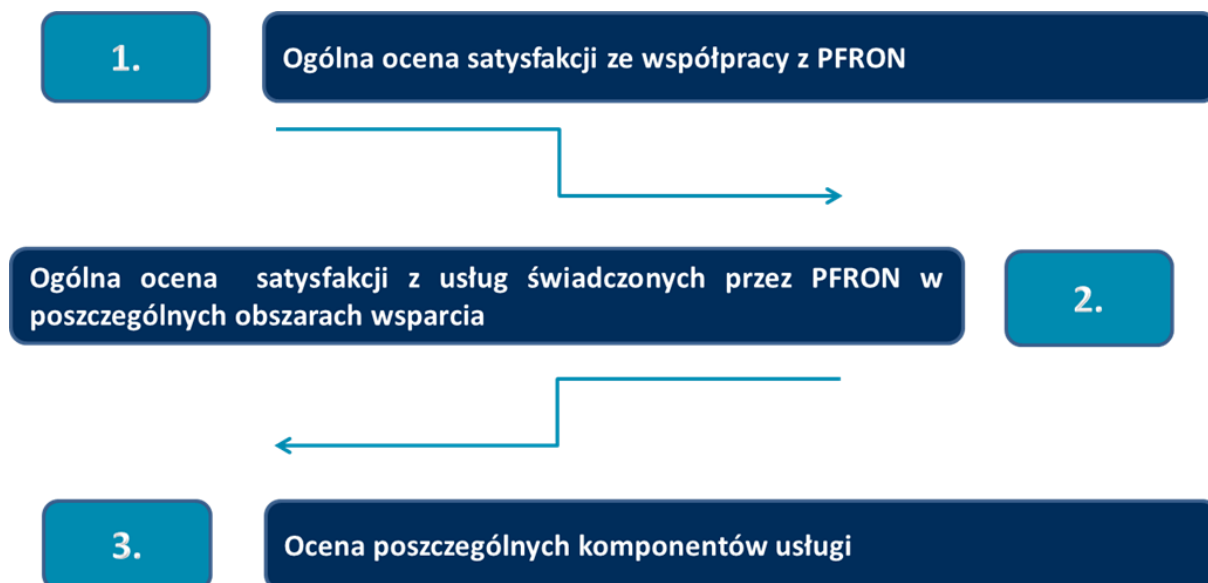 1.
Ogólna ocena satysfakcji ze współpracy z PFRON
Ogólna ocena satysfakcji z usług świadczonych przez PFRON w
poszczególnych obszarach wsparcia
2.
3.
Ocena poszczególnych komponentów usługi